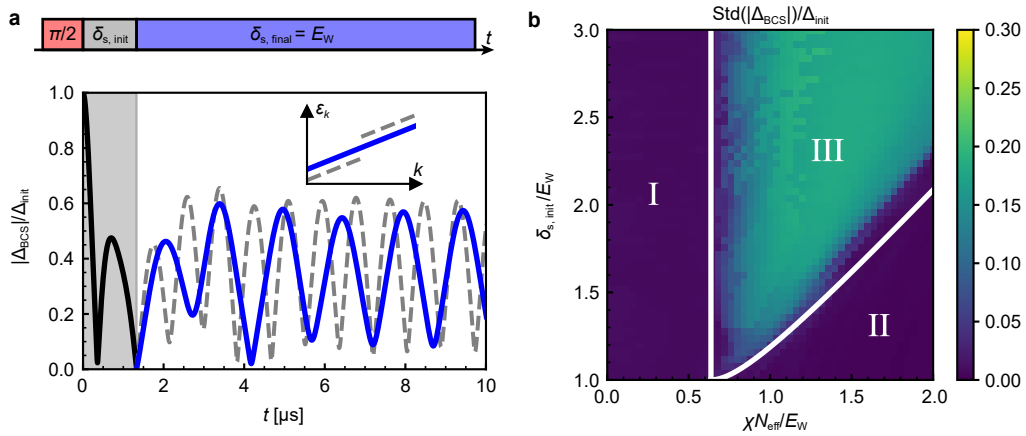 a
π/2
δs, init
δs, final = EW
t
1.0
0.8
0.6
0.4
0.2
0.0
|ΔBCS|/Δinit
εk
k
0
2
4
6
8
10
t [μs]
b
Std(|ΔBCS|)/Δinit
3.0
2.5
2.0
1.5
1.0
δs,init/EW
I
III
II
0.0
0.5
1.0
1.5
2.0
χNeff/EW
0.30
0.25
0.20
0.15
0.10
0.05
0.00